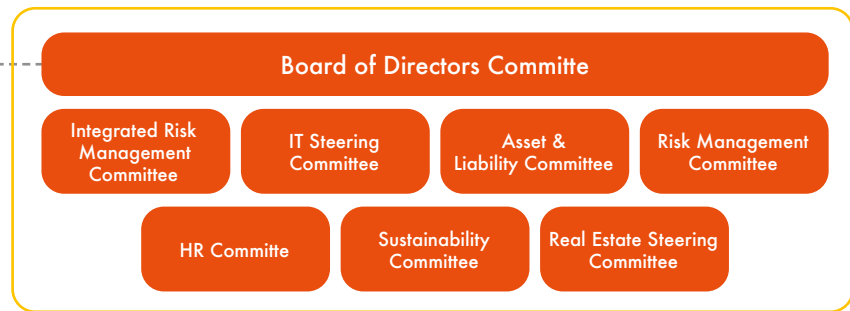 Board of Directors Committe
Integrated Risk
Management
Committee
IT Steering
Committee
Asset &
Liability Committee
Risk Management
Committee
HR Committe
Sustainability
Committee
Real Estate Steering
Committee